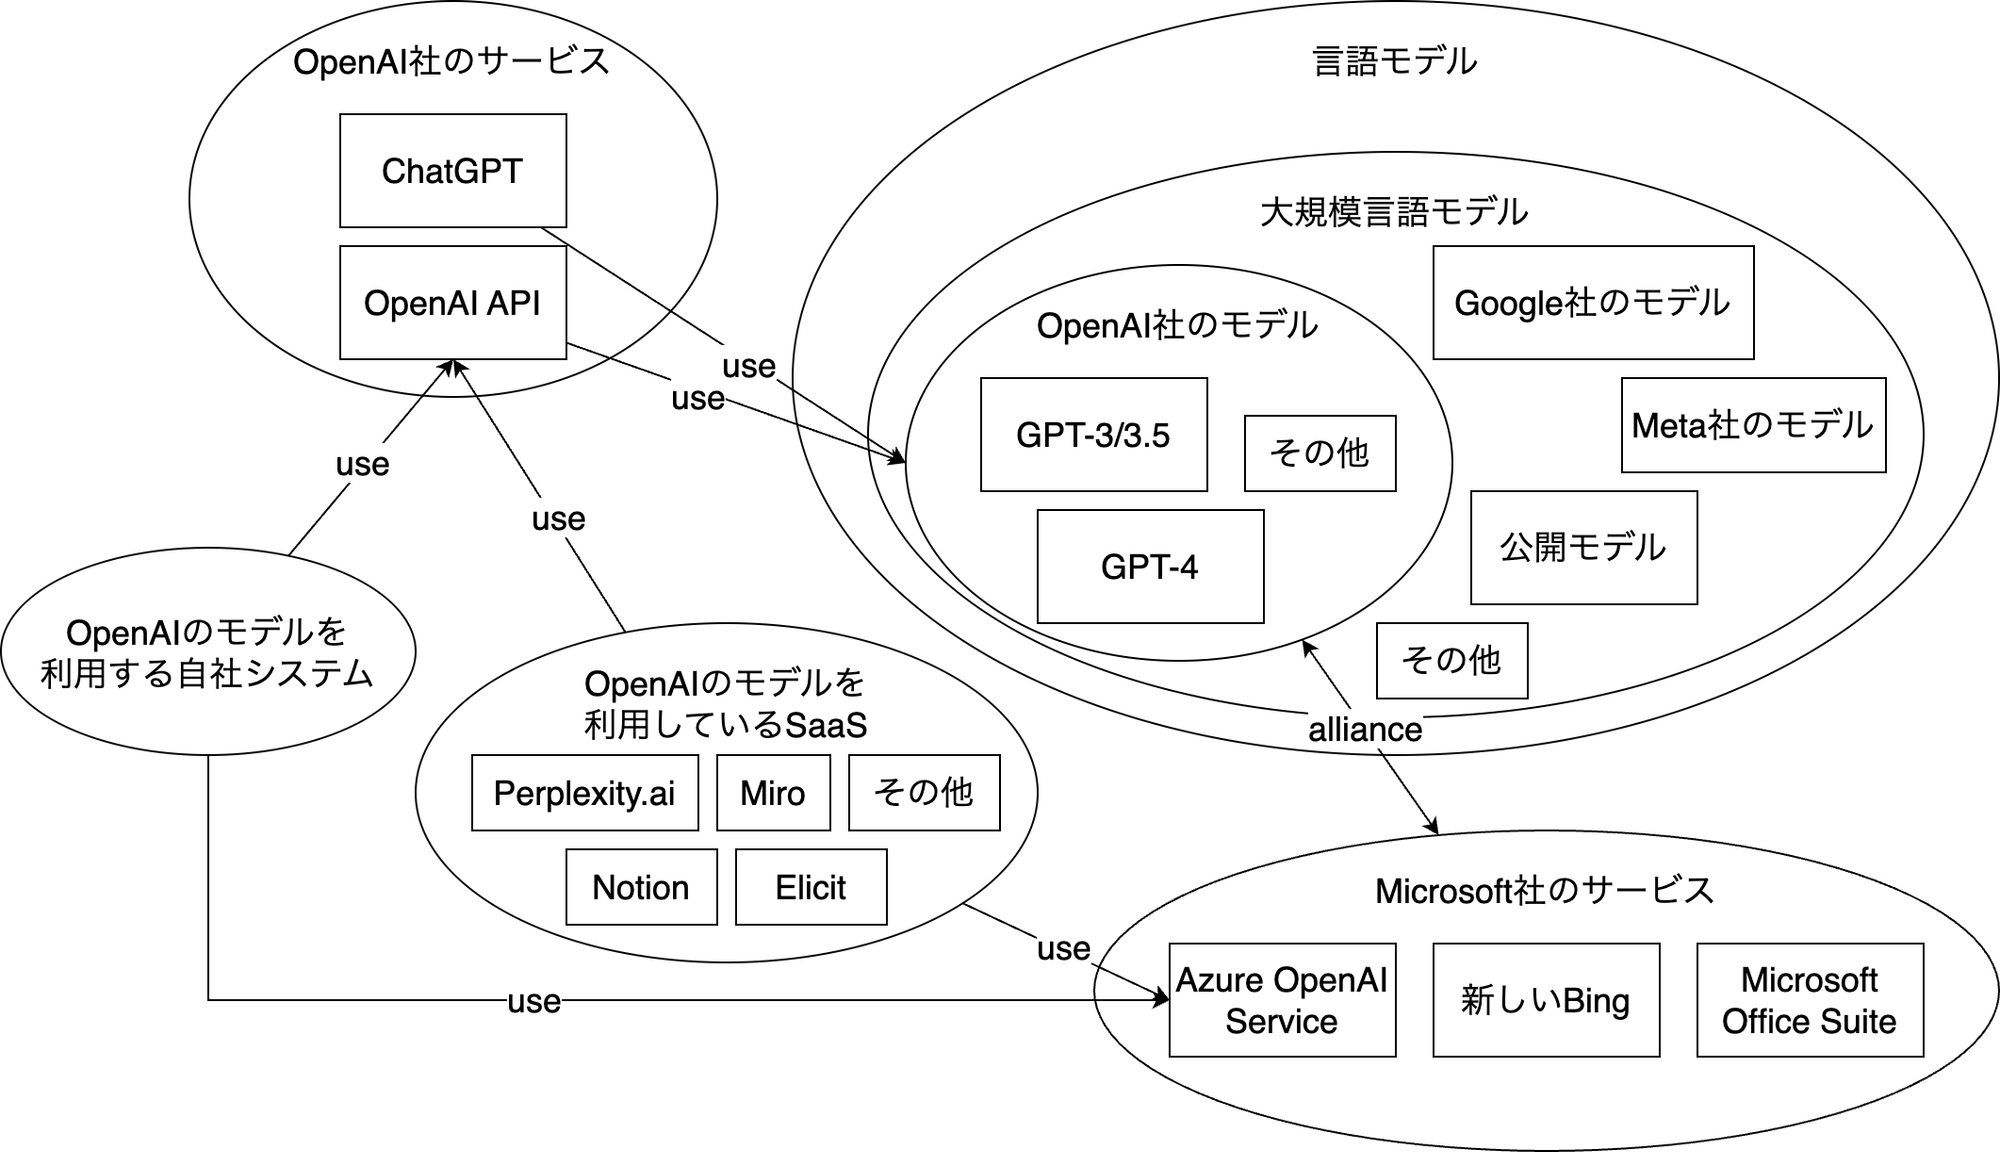 OpenAI社のサービス
ChatGPT
OpenAI API
言語モデル
大規模言語モデル
OpenAI社のモデル
GPT-3/3.5
その他
GPT-4
Google社のモデル
Meta社のモデル
公開モデル
その他
use
use
use
use
OpenAIのモデルを
利用する自社システム
OpenAIのモデルを
利用しているSaaS
Perplexity.ai
Miro
その他
Notion
Elicit
alliance
use
use
Microsoft社のサービス
Azure OpenAI
Service
新しいBing
Microsoft
Office Suite